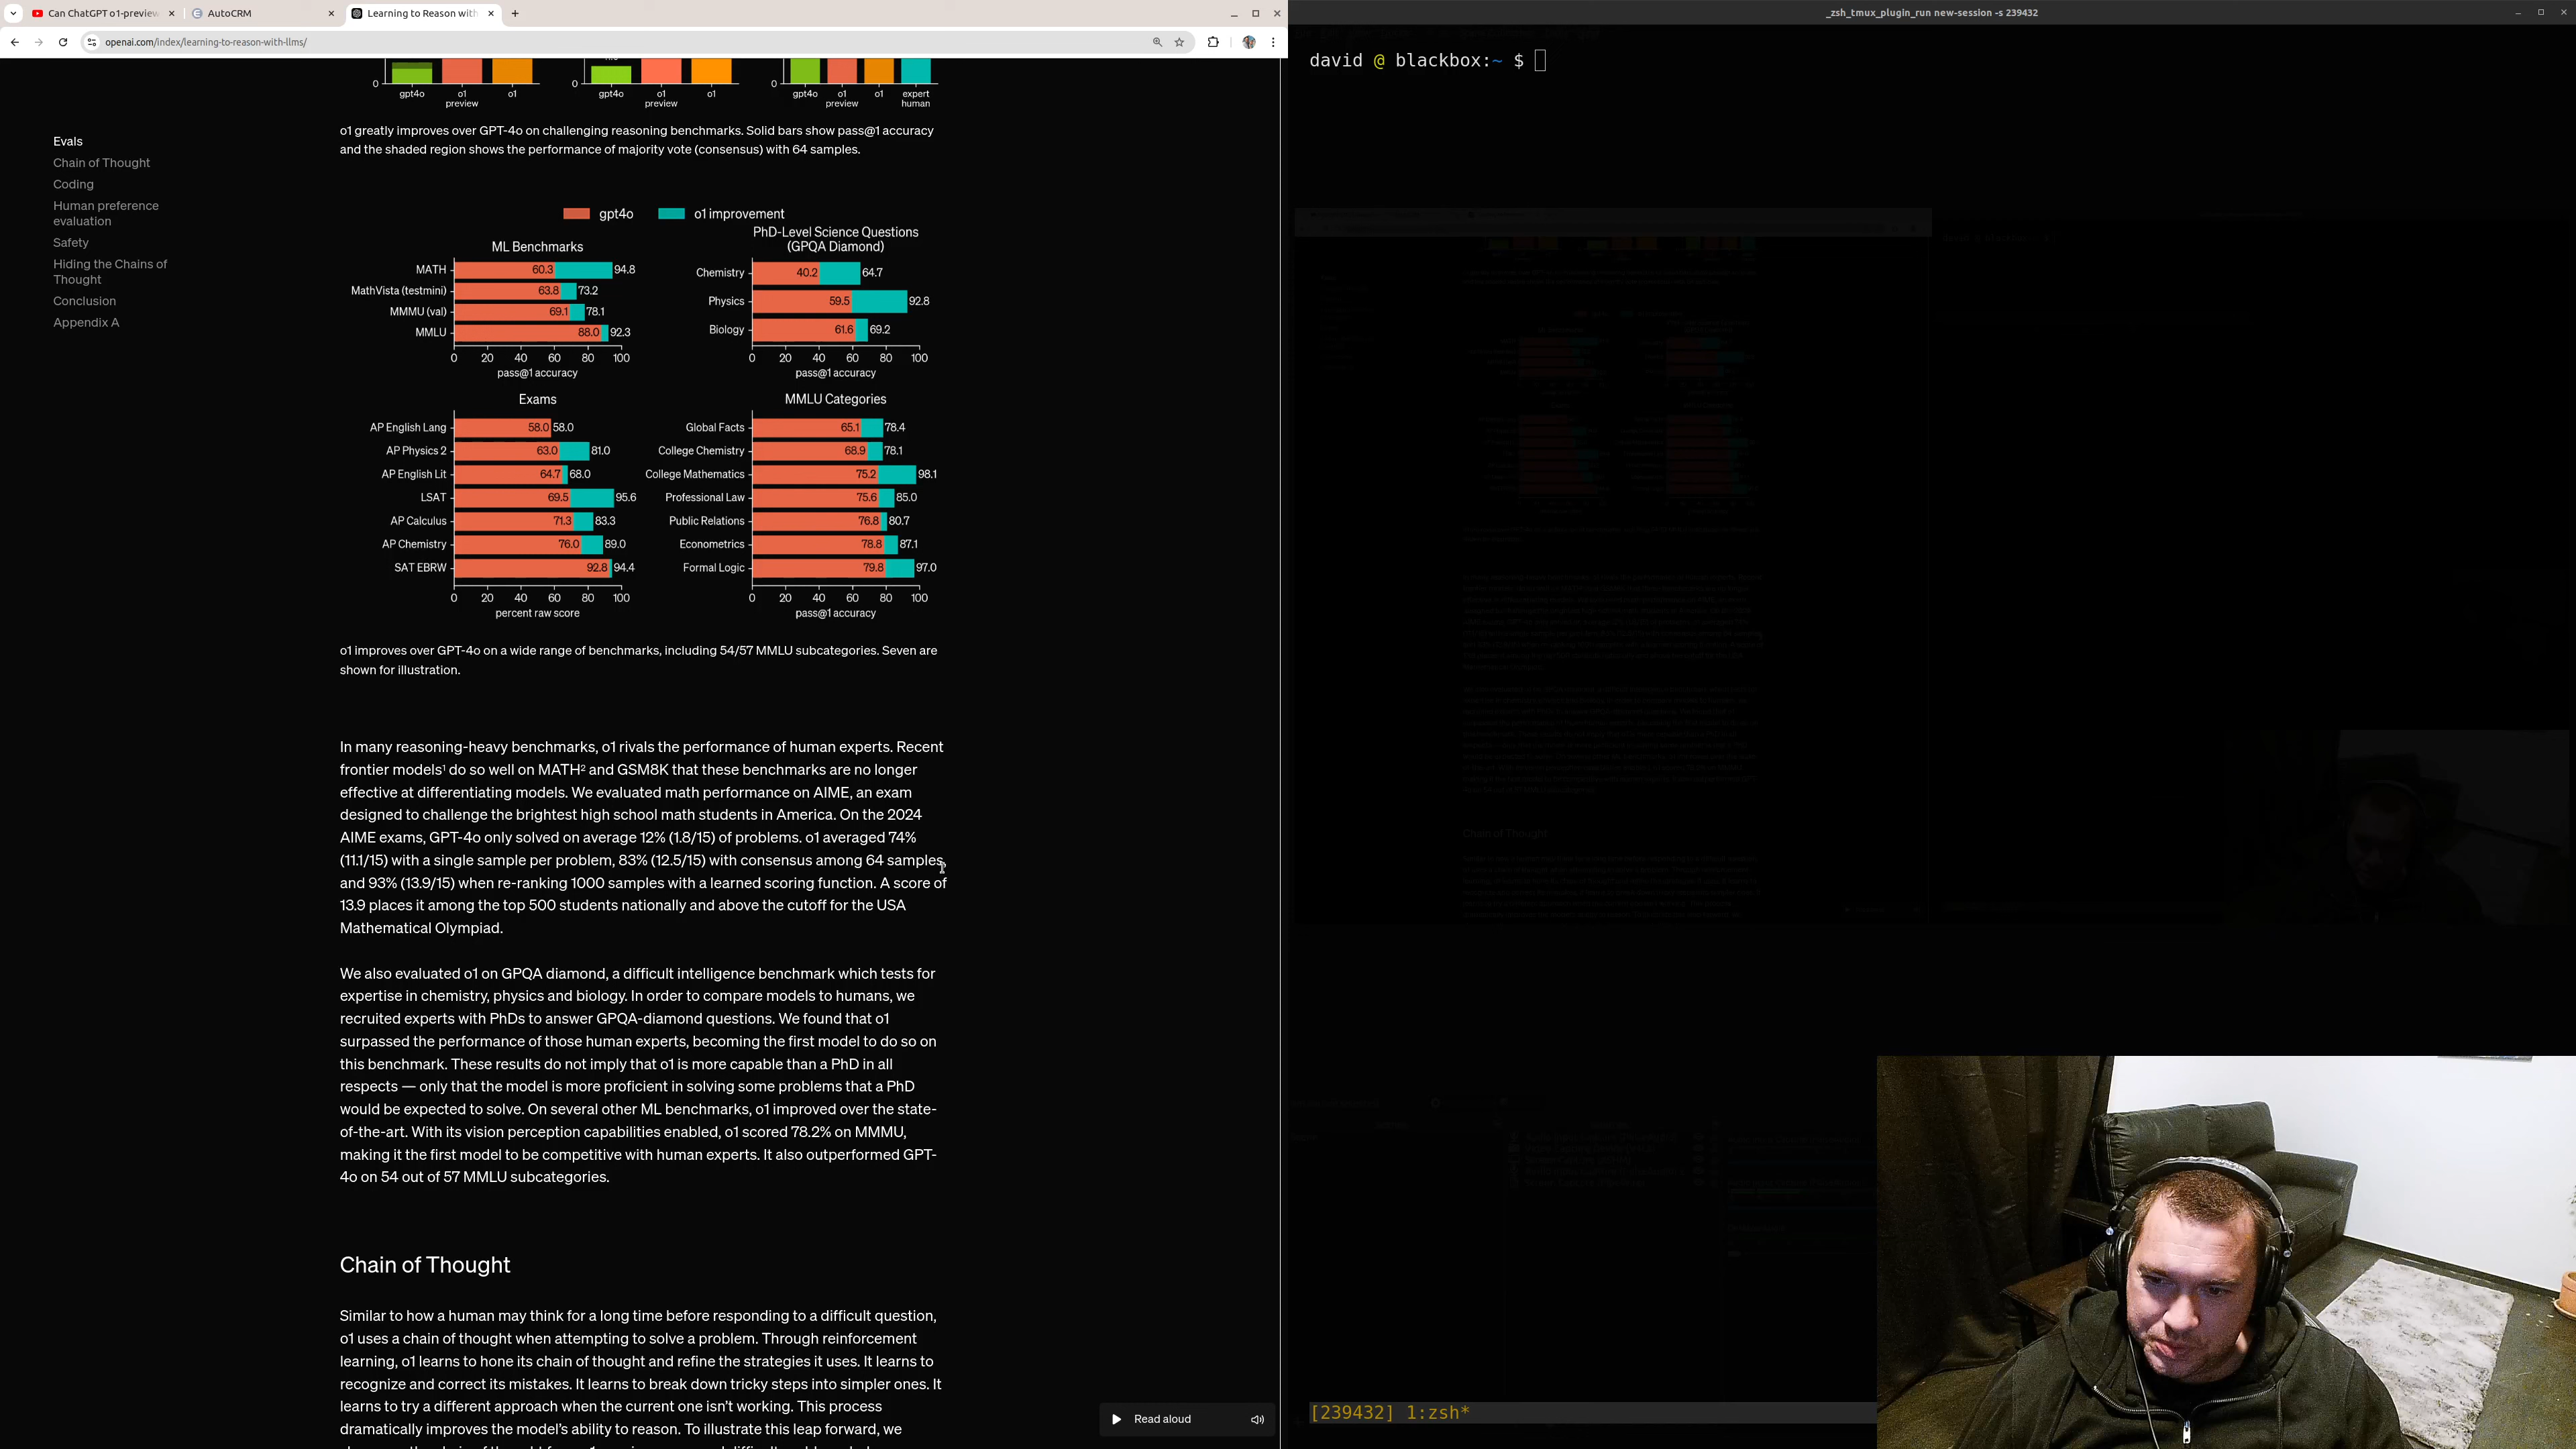 Can ChatGPT o1-preview
AutoCRM
Learning to Reason with
_zsh_tmux_plugin_run new-session -s 239432
openai.com/index/learning-to-reason-with-llms/
david @ blackbox:~ $
0
gpt4o
o1 preview
o1
0
gpt4o
o1 preview
o1
0
gpt4o
o1 preview
o1
expert human
Evals
Chain of Thought
Coding
Human preference
evaluation
Safety
Hiding the Chains of
Thought
Conclusion
Appendix A
o1 greatly improves over GPT-4o on challenging reasoning benchmarks. Solid bars show pass@1 accuracy
and the shaded region shows the performance of majority vote (consensus) with 64 samples.
gpt4o
o1 improvement
ML Benchmarks
MATH 60.3 94.8
MathVista (testmini) 63.8 73.2
MMMU (val) 69.1 78.1
MMLU 88.0 92.3
0 20 40 60 80 100
pass@1 accuracy
PhD-Level Science Questions
(GPQA Diamond)
Chemistry 40.2 64.7
Physics 59.5 92.8
Biology 61.6 69.2
0 20 40 60 80 100
pass@1 accuracy
Exams
AP English Lang 58.0 58.0
AP Physics 2 63.0 81.0
AP English Lit 64.7 68.0
LSAT 69.5 95.6
AP Calculus 71.3 83.3
AP Chemistry 76.0 89.0
SAT EBRW 92.8 94.4
0 20 40 60 80 100
percent raw score
MMLU Categories
Global Facts 65.1 78.4
College Chemistry 68.9 78.1
College Mathematics 75.2 98.1
Professional Law 75.6 85.0
Public Relations 76.8 80.7
Econometrics 78.8 87.1
Formal Logic 79.8 97.0
0 20 40 60 80 100
pass@1 accuracy
o1 improves over GPT-4o on a wide range of benchmarks, including 54/57 MMLU subcategories. Seven are
shown for illustration.
In many reasoning-heavy benchmarks, o1 rivals the performance of human experts. Recent
frontier models¹ do so well on MATH² and GSM8K that these benchmarks are no longer
effective at differentiating models. We evaluated math performance on AIME, an exam
designed to challenge the brightest high school math students in America. On the 2024
AIME exams, GPT-4o only solved on average 12% (1.8/15) of problems. o1 averaged 74%
(11.1/15) with a single sample per problem, 83% (12.5/15) with consensus among 64 samples,
and 93% (13.9/15) when re-ranking 1000 samples with a learned scoring function. A score of
13.9 places it among the top 500 students nationally and above the cutoff for the USA
Mathematical Olympiad.
We also evaluated o1 on GPQA diamond, a difficult intelligence benchmark which tests for
expertise in chemistry, physics and biology. In order to compare models to humans, we
recruited experts with PhDs to answer GPQA-diamond questions. We found that o1
surpassed the performance of those human experts, becoming the first model to do so on
this benchmark. These results do not imply that o1 is more capable than a PhD in all
respects — only that the model is more proficient in solving some problems that a PhD
would be expected to solve. On several other ML benchmarks, o1 improved over the state-
of-the-art. With its vision perception capabilities enabled, o1 scored 78.2% on MMMU,
making it the first model to be competitive with human experts. It also outperformed GPT-
4o on 54 out of 57 MMLU subcategories.
Chain of Thought
Similar to how a human may think for a long time before responding to a difficult question,
o1 uses a chain of thought when attempting to solve a problem. Through reinforcement
learning, o1 learns to hone its chain of thought and refine the strategies it uses. It learns to
recognize and correct its mistakes. It learns to break down tricky steps into simpler ones. It
learns to try a different approach when the current one isn't working. This process
dramatically improves the model's ability to reason. To illustrate this leap forward, we
Read aloud
[239432] 1:zsh*